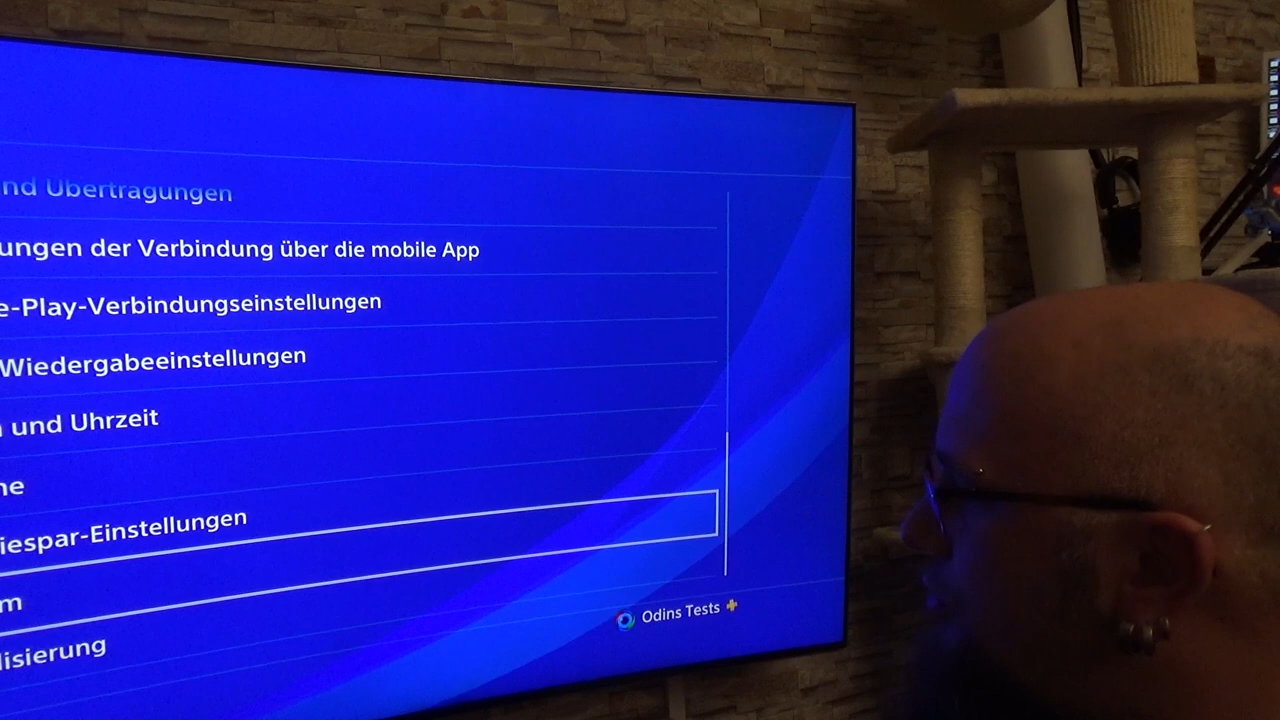 nd Übertragungen
ungen der Verbindung über die mobile App
e-Play-Verbindungseinstellungen
Wiedergabeeinstellungen
und Uhrzeit
ne
iespar-Einstellungen
m
lisierung
Odins Tests